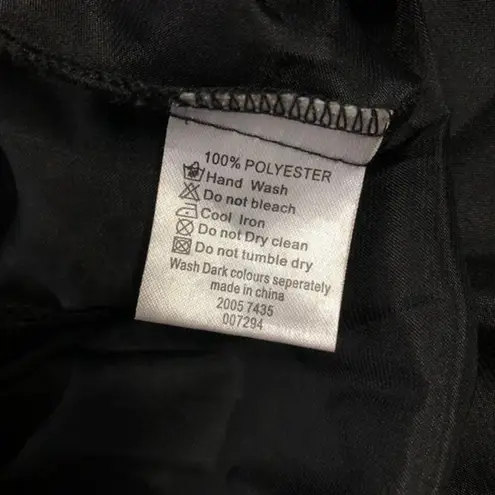 100% POLYESTER
Hand Wash
Do not bleach
Cool Iron
Do not Dry clean
Do not tumble dry
Wash Dark colours seperately
made in china
2005 7435
007294